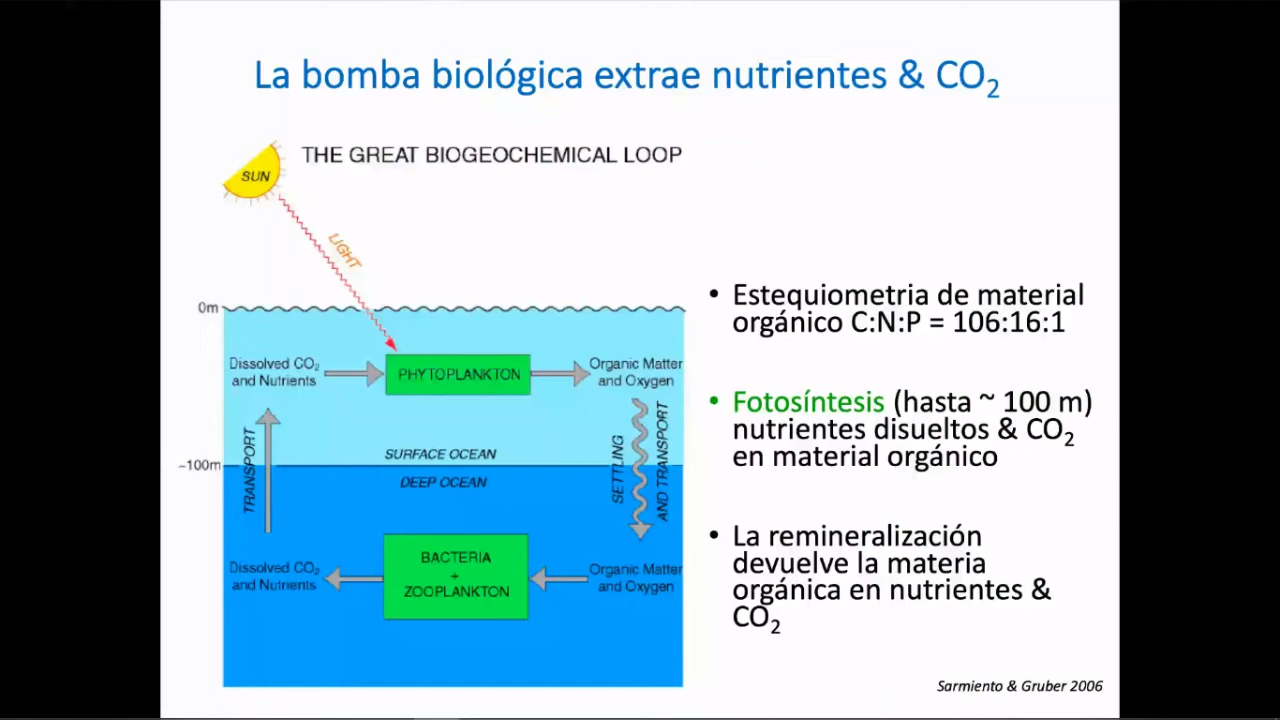 La bomba biológica extrae nutrientes & CO₂
THE GREAT BIOGEOCHEMICAL LOOP
SUN
LIGHT
0m
Dissolved CO₂
and Nutrients
PHYTOPLANKTON
Organic Matter
and Oxygen
TRANSPORT
SETTLING
AND TRANSPORT
SURFACE OCEAN
~100m
DEEP OCEAN
Dissolved CO₂
and Nutrients
BACTERIA
+
ZOOPLANKTON
Organic Matter
and Oxygen
• Estequiometria de material
orgánico C:N:P = 106:16:1
• Fotosíntesis (hasta ~ 100 m)
nutrientes disueltos & CO₂
en material orgánico
• La remineralización
devuelve la materia
orgánica en nutrientes &
CO₂
Sarmiento & Gruber 2006